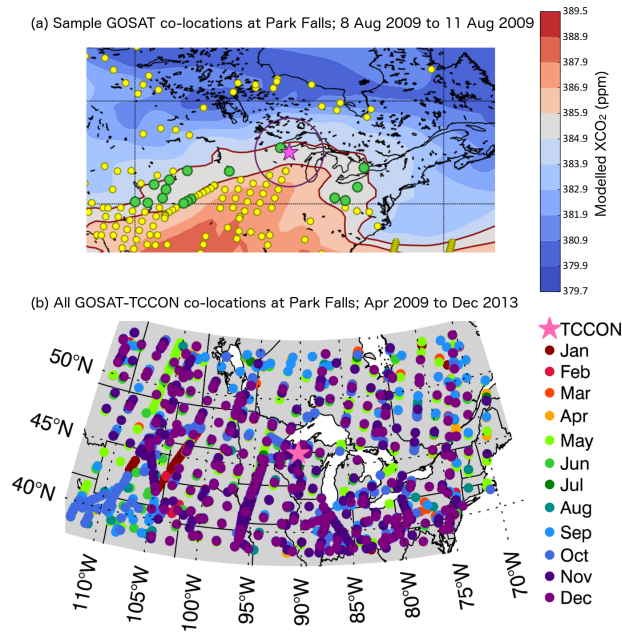 (a) Sample GOSAT co-locations at Park Falls; 8 Aug 2009 to 11 Aug 2009
389.5
388.9
387.9
386.9
385.9
384.9
383.9
382.9
381.9
380.9
379.7
Modelled XCO₂ (ppm)
(b) All GOSAT-TCCON co-locations at Park Falls; Apr 2009 to Dec 2013
50°N
45°N
40°N
110°W
105°W
100°W
95°W
90°W
85°W
80°W
75°W
70°W
TCCON
Jan
Feb
Mar
Apr
May
Jun
Jul
Aug
Sep
Oct
Nov
Dec